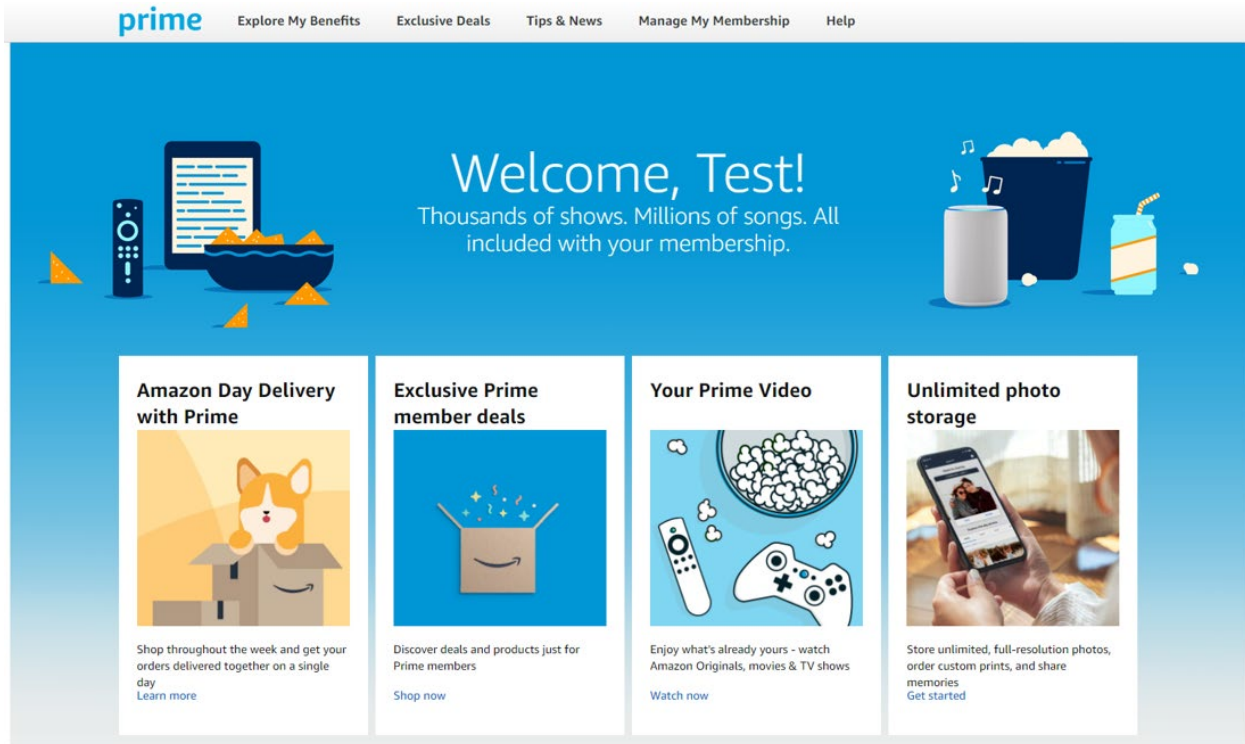 prime
Explore My Benefits
Exclusive Deals
Tips & News
Manage My Membership
Help
Welcome, Test!
Thousands of shows. Millions of songs. All
included with your membership.
Amazon Day Delivery
with Prime
Shop throughout the week and get your
orders delivered together on a single
day
Learn more
Exclusive Prime
member deals
Discover deals and products just for
Prime members
Shop now
Your Prime Video
Enjoy what's already yours - watch
Amazon Originals, movies & TV shows
Watch now
Unlimited photo
storage
Store unlimited, full-resolution photos,
order custom prints, and share
memories
Get started